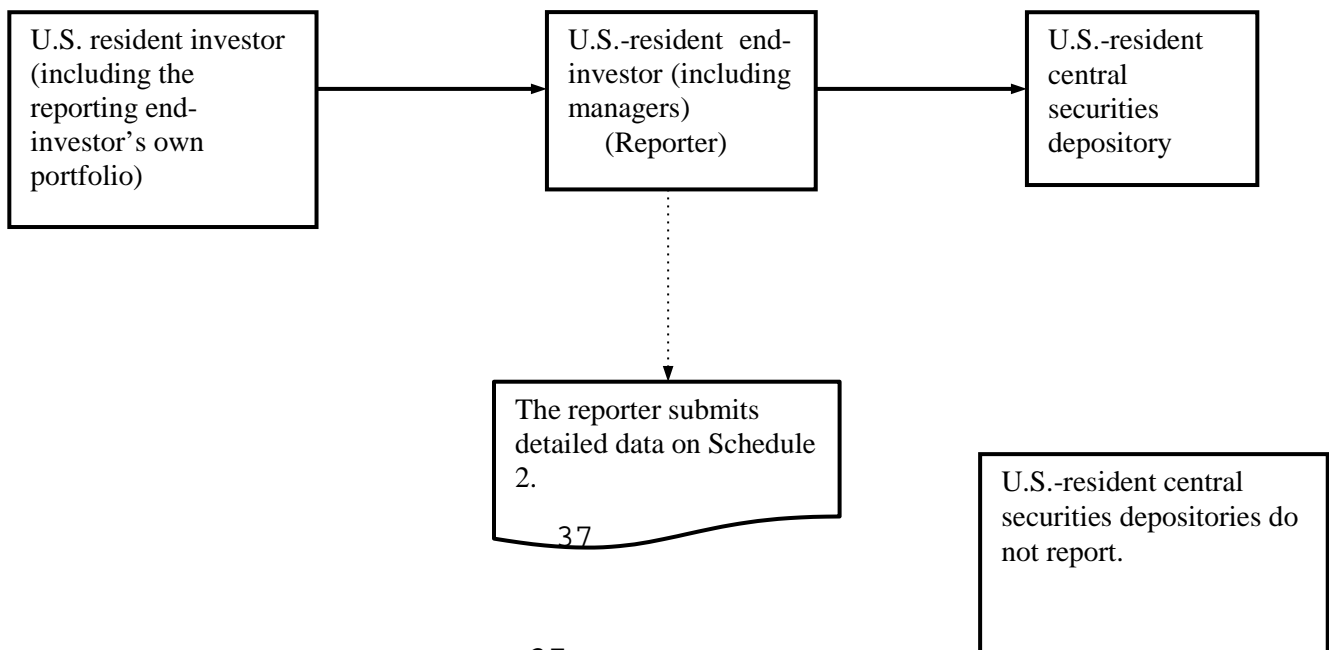 U.S. resident investor
(including the
reporting end-
investor’s own
portfolio)
U.S.-resident end-
investor (including
managers)
(Reporter)
U.S.-resident
central
securities
depository
The reporter submits
detailed data on Schedule
2.
37
U.S.-resident central
securities depositories do
not report.